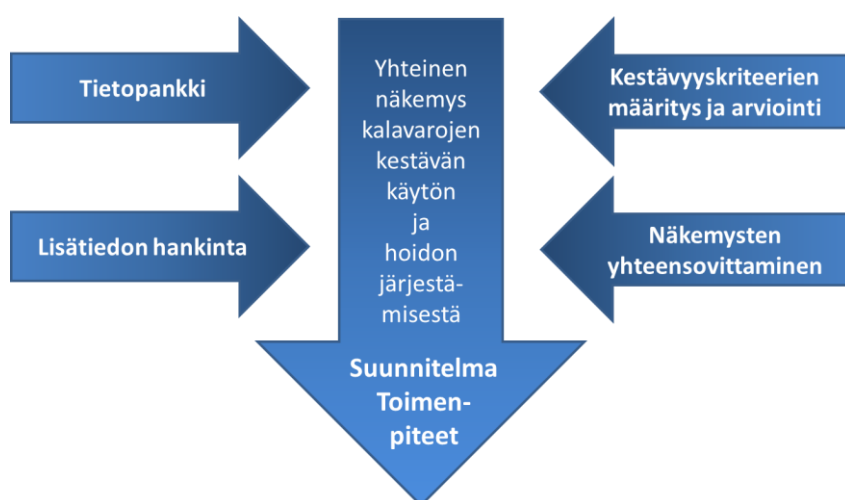 Tietopankki
Lisätiedon hankinta
Yhteinen
näkemys
kalavarojen
kestävän
käytön
ja
hoidon
järjestä-
misestä
Suunnitelma
Toimen-
piteet
Kestävyyskriteerien
määritys ja arviointi
Näkemysten
yhteensovittaminen